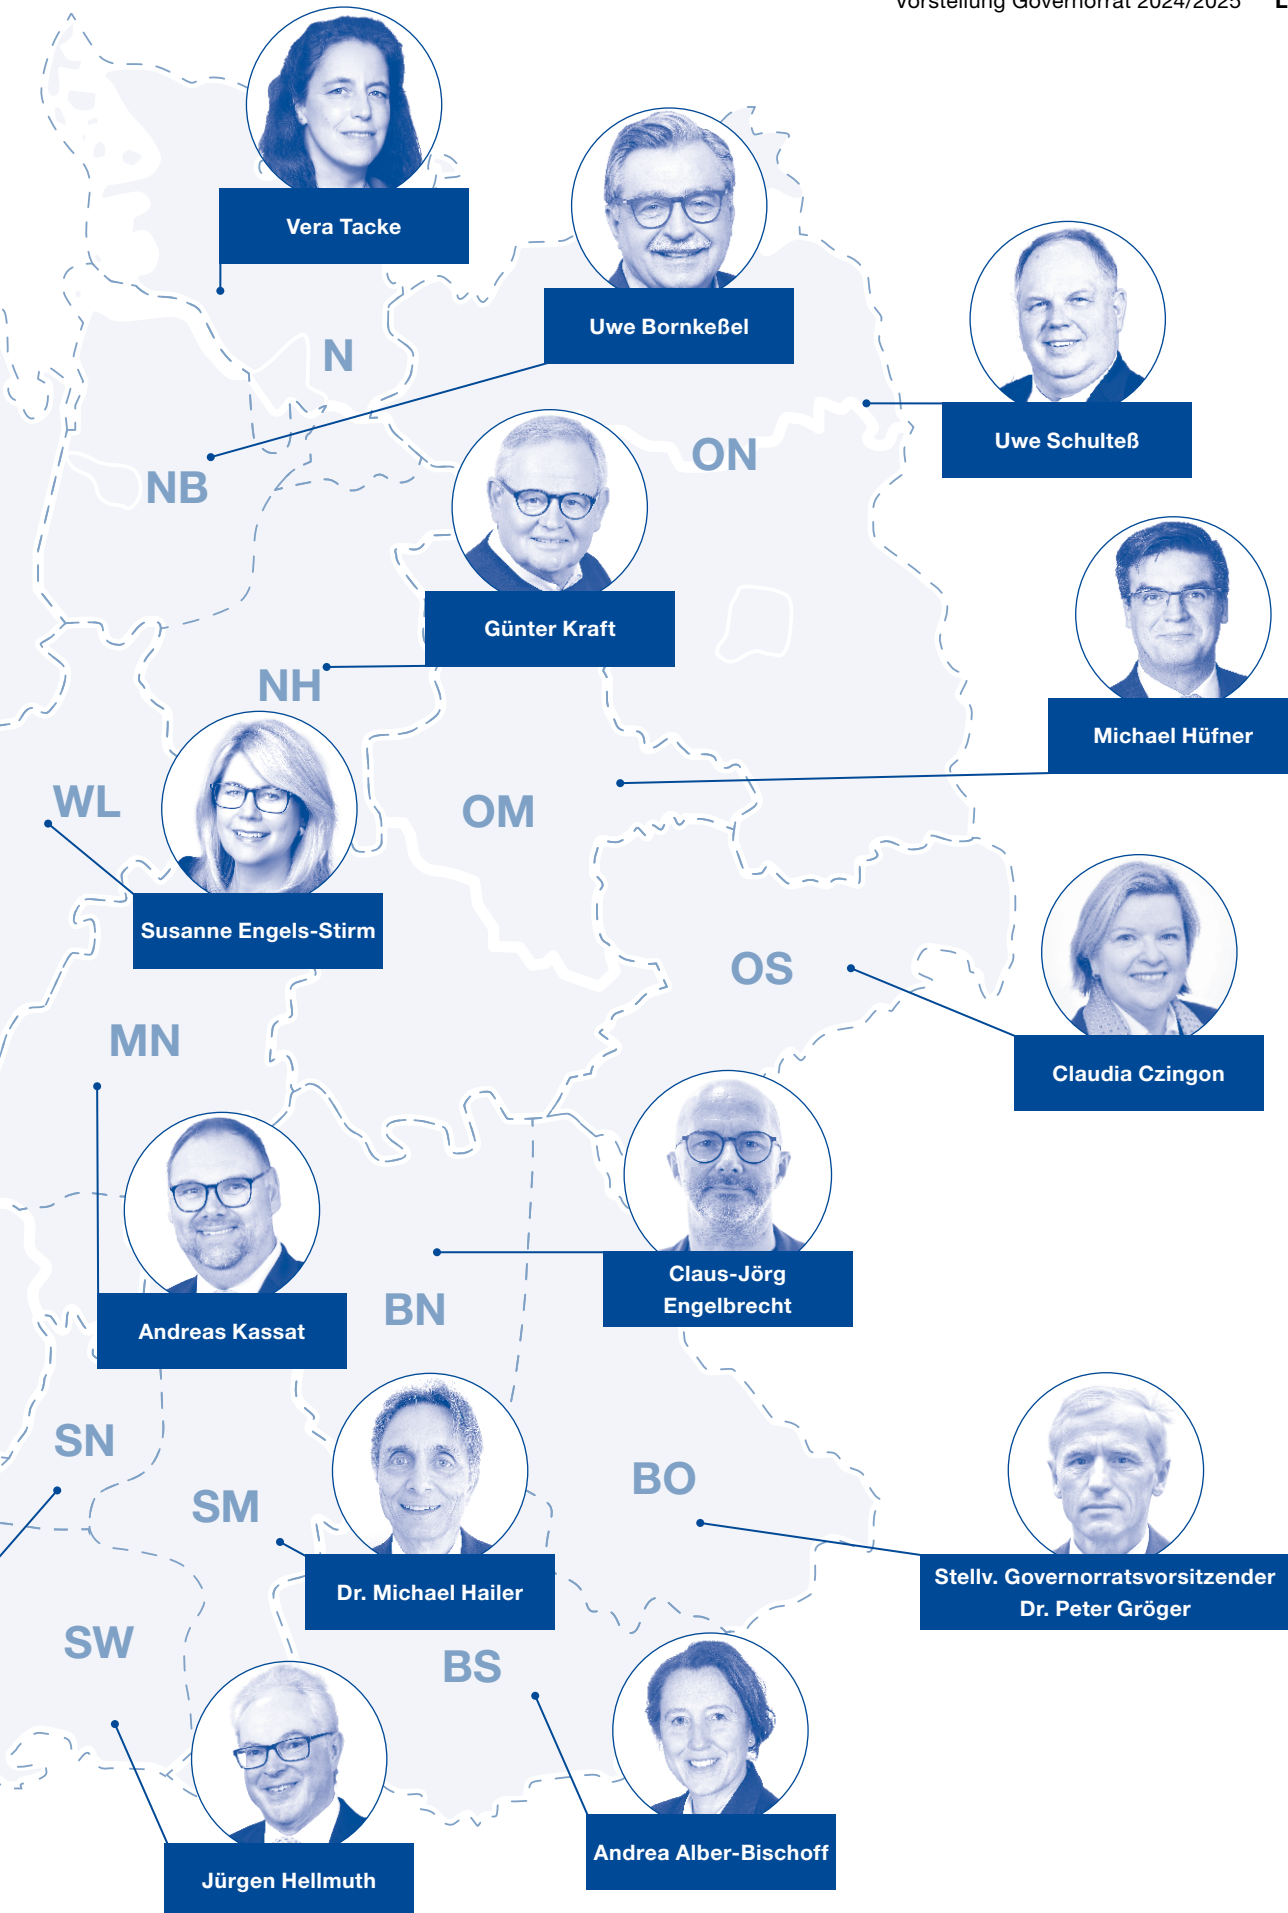 Vorstellung Governorrat 2024/2025
Vera Tacke
Uwe Bornkeßel
N
Uwe Schulteß
ON
NB
Günter Kraft
NH
Michael Hüfner
WL
OM
Susanne Engels-Stirm
OS
MN
Claudia Czingon
Claus-Jörg
Engelbrecht
BN
Andreas Kassat
SN
BO
SM
Stellv. Governorratsvorsitzender
Dr. Peter Gröger
Dr. Michael Hailer
SW
BS
Andrea Alber-Bischoff
Jürgen Hellmuth